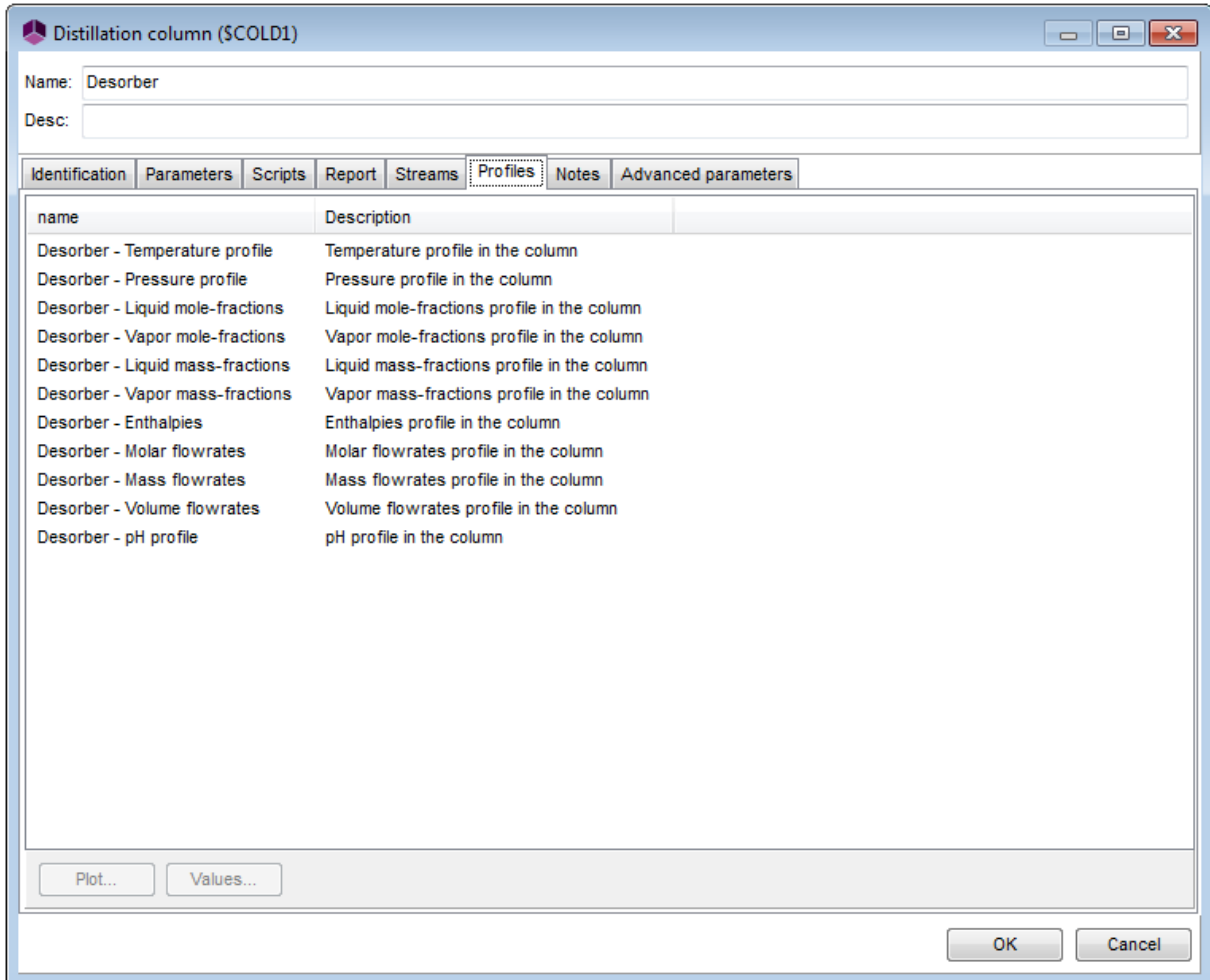 Distillation column ($COLD1)
Name: Desorber
Desc:
Identification Parameters Scripts Report Streams Profiles Notes Advanced parameters
name Description
Desorber - Temperature profile Temperature profile in the column
Desorber - Pressure profile Pressure profile in the column
Desorber - Liquid mole-fractions Liquid mole-fractions profile in the column
Desorber - Vapor mole-fractions Vapor mole-fractions profile in the column
Desorber - Liquid mass-fractions Liquid mass-fractions profile in the column
Desorber - Vapor mass-fractions Vapor mass-fractions profile in the column
Desorber - Enthalpies Enthalpies profile in the column
Desorber - Molar flowrates Molar flowrates profile in the column
Desorber - Mass flowrates Mass flowrates profile in the column
Desorber - Volume flowrates Volume flowrates profile in the column
Desorber - pH profile pH profile in the column
Plot... Values...
OK Cancel